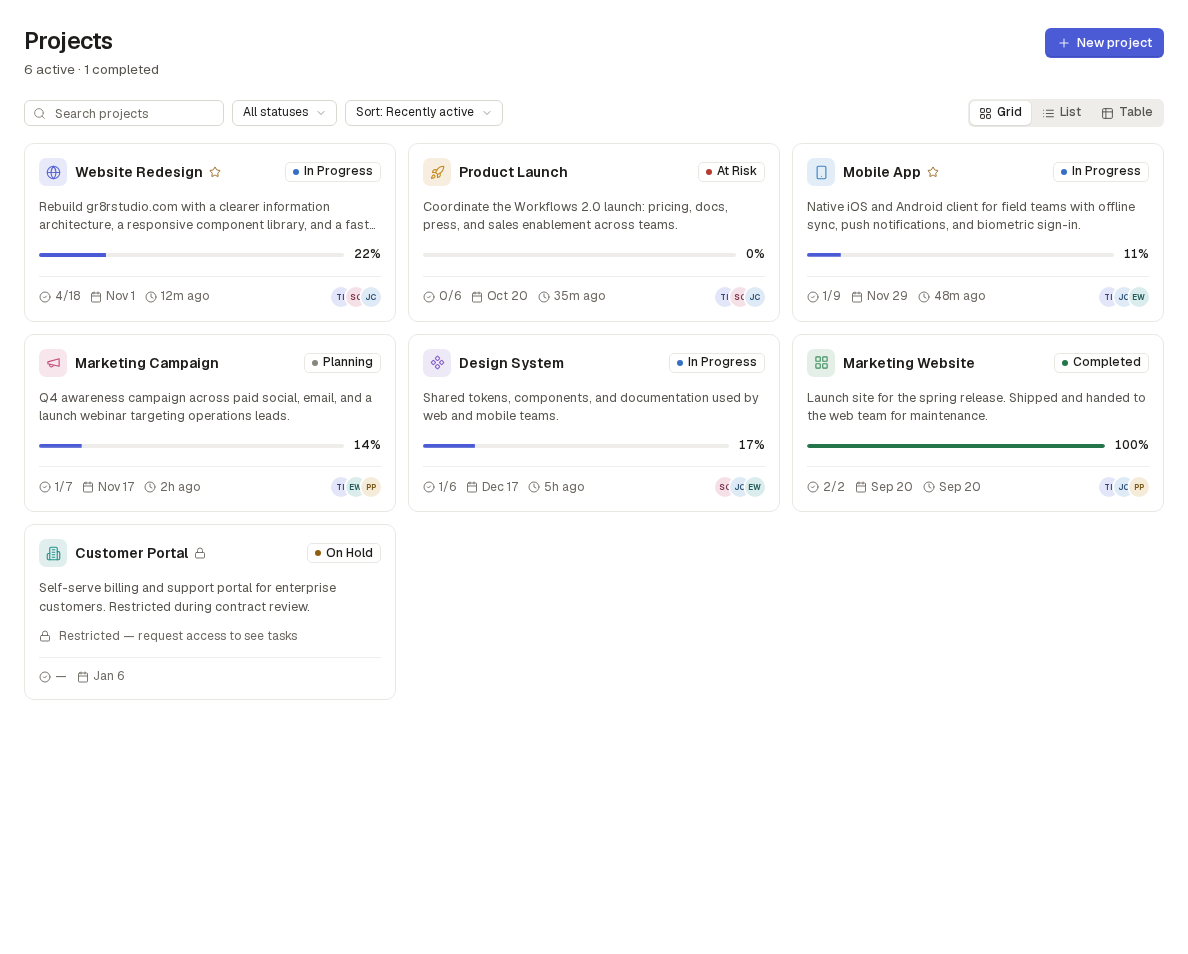 Projects
6 active · 1 completed
New project
Search projects
All statuses
Sort: Recently active
Grid
List
Table
Website Redesign
In Progress
Rebuild gr8rstudio.com with a clearer information
architecture, a responsive component library, and a fast…
22%
4/18 Nov 1 12m ago
JC
Product Launch
At Risk
Coordinate the Workflows 2.0 launch: pricing, docs,
press, and sales enablement across teams.
0%
0/6 Oct 20 35m ago
JC
Mobile App
In Progress
Native iOS and Android client for field teams with offline
sync, push notifications, and biometric sign-in.
11%
1/9 Nov 29 48m ago
EW
Marketing Campaign
Planning
Q4 awareness campaign across paid social, email, and a
launch webinar targeting operations leads.
14%
1/7 Nov 17 2h ago
PP
Design System
In Progress
Shared tokens, components, and documentation used by
web and mobile teams.
17%
1/6 Dec 17 5h ago
EW
Marketing Website
Completed
Launch site for the spring release. Shipped and handed to
the web team for maintenance.
100%
2/2 Sep 20 Sep 20
PP
Customer Portal
On Hold
Self-serve billing and support portal for enterprise
customers. Restricted during contract review.
Restricted — request access to see tasks
— Jan 6